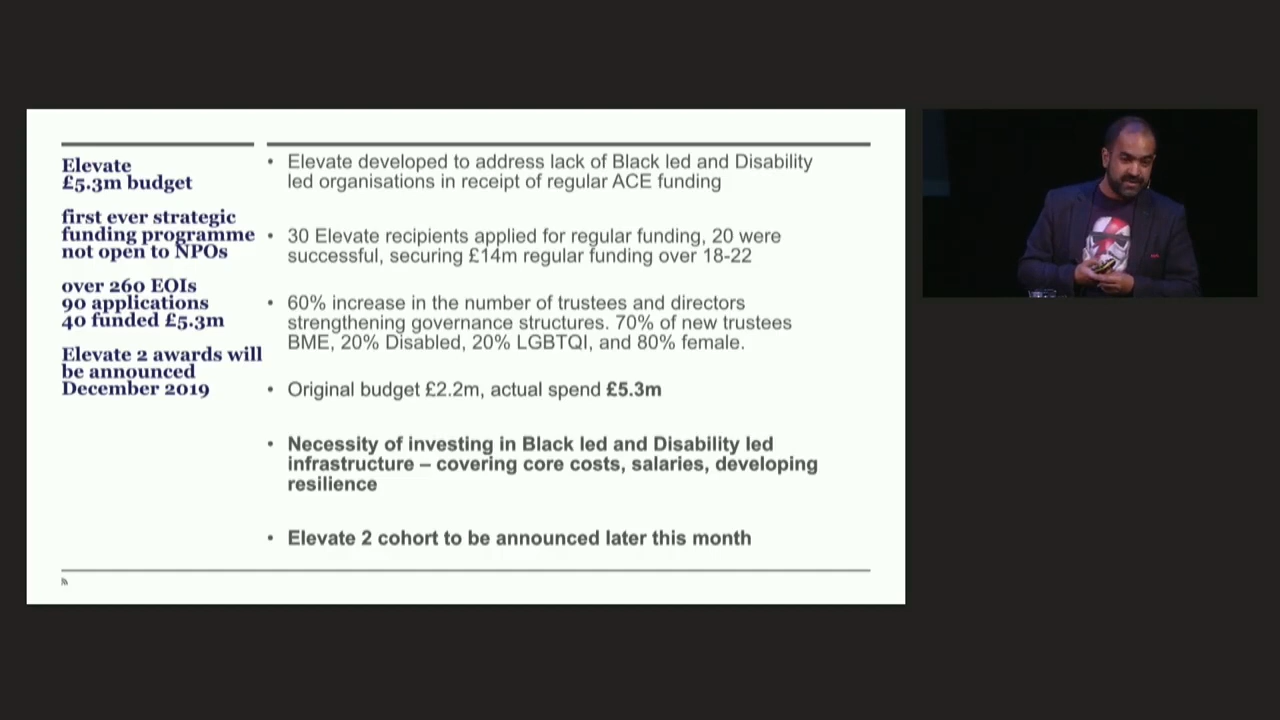 Elevate
£5.3m budget
first ever strategic
funding programme
not open to NPOs
over 260 EOIs
90 applications
40 funded £5.3m
Elevate 2 awards will
be announced
December 2019
• Elevate developed to address lack of Black led and Disability
led organisations in receipt of regular ACE funding
• 30 Elevate recipients applied for regular funding, 20 were
successful, securing £14m regular funding over 18-22
• 60% increase in the number of trustees and directors
strengthening governance structures. 70% of new trustees
BME, 20% Disabled, 20% LGBTQI, and 80% female.
• Original budget £2.2m, actual spend £5.3m
• Necessity of investing in Black led and Disability led
infrastructure – covering core costs, salaries, developing
resilience
• Elevate 2 cohort to be announced later this month